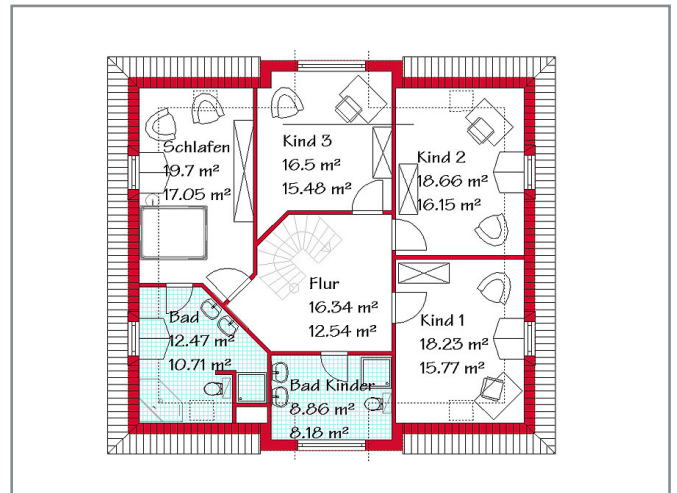 Schlafen
19.7 m²
17.05 m²
Kind 3
16.5 m²
15.48 m²
Kind 2
18.66 m²
16.15 m²
Flur
16.34 m²
12.54 m²
Bad
12.47 m²
10.71 m²
Kind 1
18.23 m²
15.77 m²
Bad Kinder
8.86 m²
8.18 m²